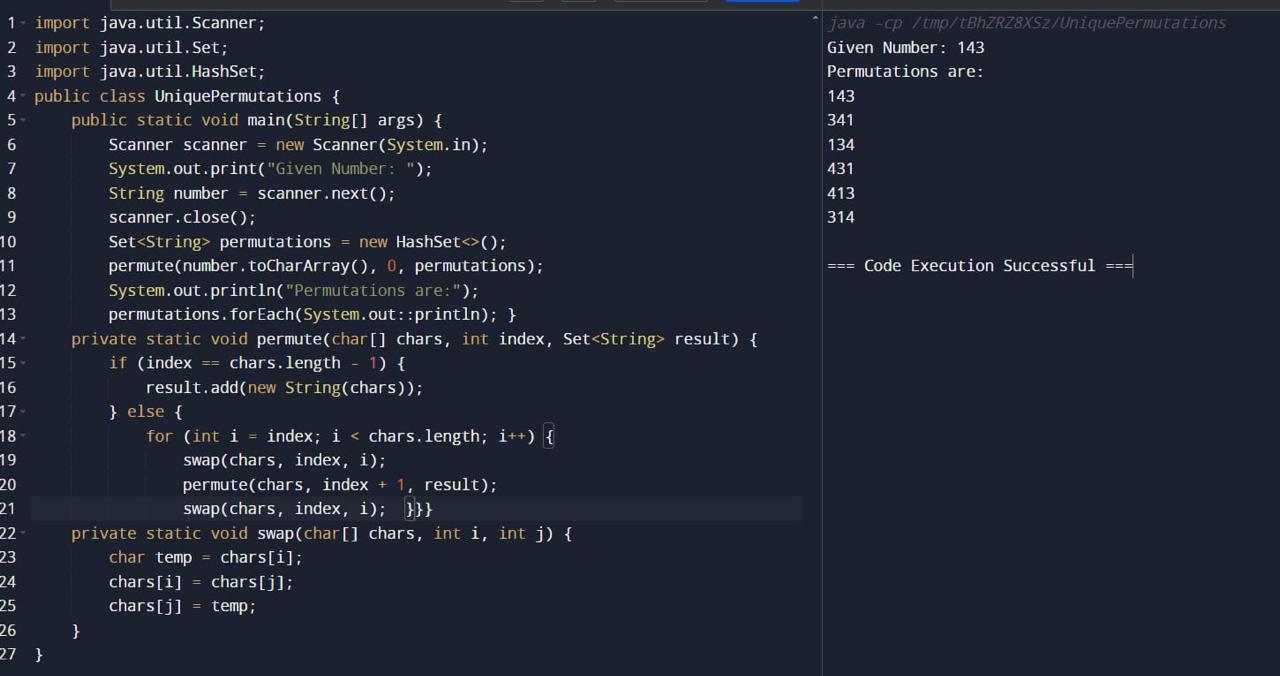 1 import java.util.Scanner;
2 import java.util.Set;
3 import java.util.HashSet;
4 public class UniquePermutations {
5     public static void main(String[] args) {
6         Scanner scanner = new Scanner(System.in);
7         System.out.print("Given Number: ");
8         String number = scanner.next();
9         scanner.close();
10         Set<String> permutations = new HashSet<>();
11         permute(number.toCharArray(), 0, permutations);
12         System.out.println("Permutations are:");
13         permutations.forEach(System.out::println); }
14     private static void permute(char[] chars, int index, Set<String> result) {
15         if (index == chars.length - 1) {
16             result.add(new String(chars));
17         } else {
18             for (int i = index; i < chars.length; i++) {
19                 swap(chars, index, i);
20                 permute(chars, index + 1, result);
21                 swap(chars, index, i);  }}}
22     private static void swap(char[] chars, int i, int j) {
23         char temp = chars[i];
24         chars[i] = chars[j];
25         chars[j] = temp;
26     }
27 }
java -cp /tmp/tBhZRZ8XSz/UniquePermutations
Given Number: 143
Permutations are:
143
341
134
431
413
314
=== Code Execution Successful ===